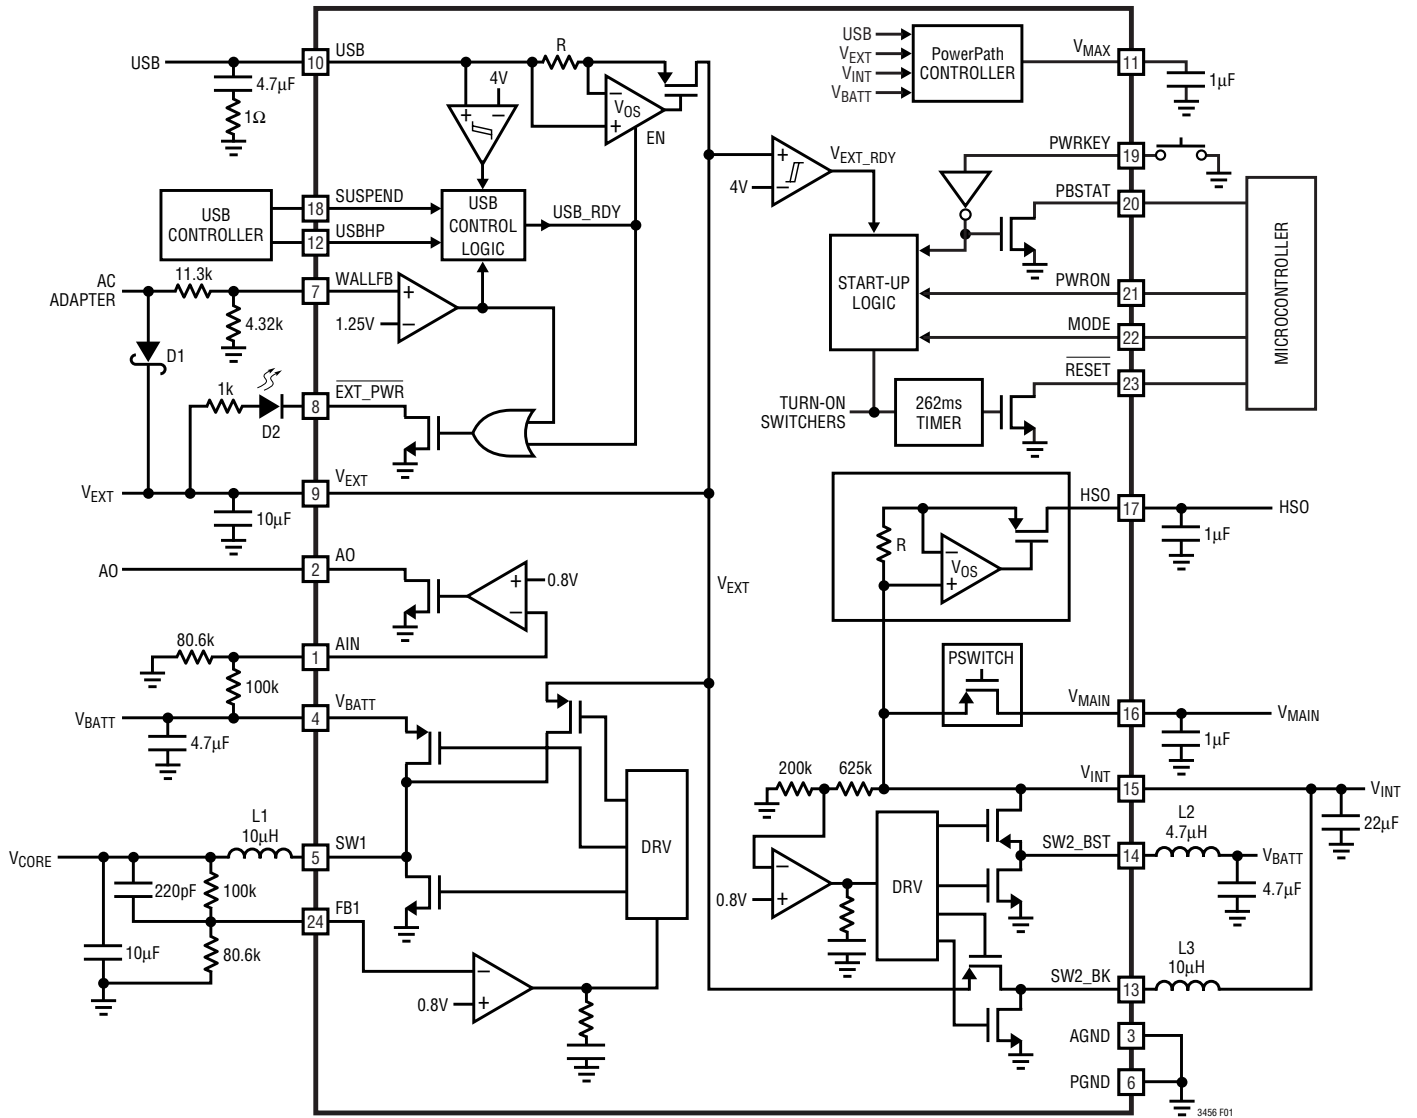 USB
4.7µF
1Ω
10
USB
R
4V
+
−
−
VOS
+
EN
USB
VEXT
VINT
VBATT
PowerPath
CONTROLLER
VMAX
11
1µF
USB
CONTROLLER
18
SUSPEND
12
USBHP
USB
CONTROL
LOGIC
USB_RDY
+
4V
−
VEXT_RDY
PWRKEY
19
PBSTAT
20
START-UP
LOGIC
PWRON
21
MODE
22
RESET
23
MICROCONTROLLER
AC
ADAPTER
11.3k
4.32k
7
WALLFB
+
1.25V
−
D1
1k
D2
8
EXT_PWR
TURN-ON
SWITCHERS
262ms
TIMER
VEXT
10µF
9
VEXT
AO
2
AO
+
0.8V
−
VEXT
R
−
VOS
+
HSO
17
HSO
1µF
80.6k
1
AIN
100k
VBATT
4.7µF
4
VBATT
PSWITCH
VMAIN
16
VMAIN
1µF
DRV
200k
625k
VINT
15
VINT
22µF
VCORE
L1
10µH
5
SW1
220pF
100k
24
FB1
10µF
80.6k
−
0.8V
+
−
0.8V
+
DRV
SW2_BST
14
L2
4.7µH
VBATT
4.7µF
SW2_BK
13
L3
10µH
AGND
3
PGND
6
3456 F01